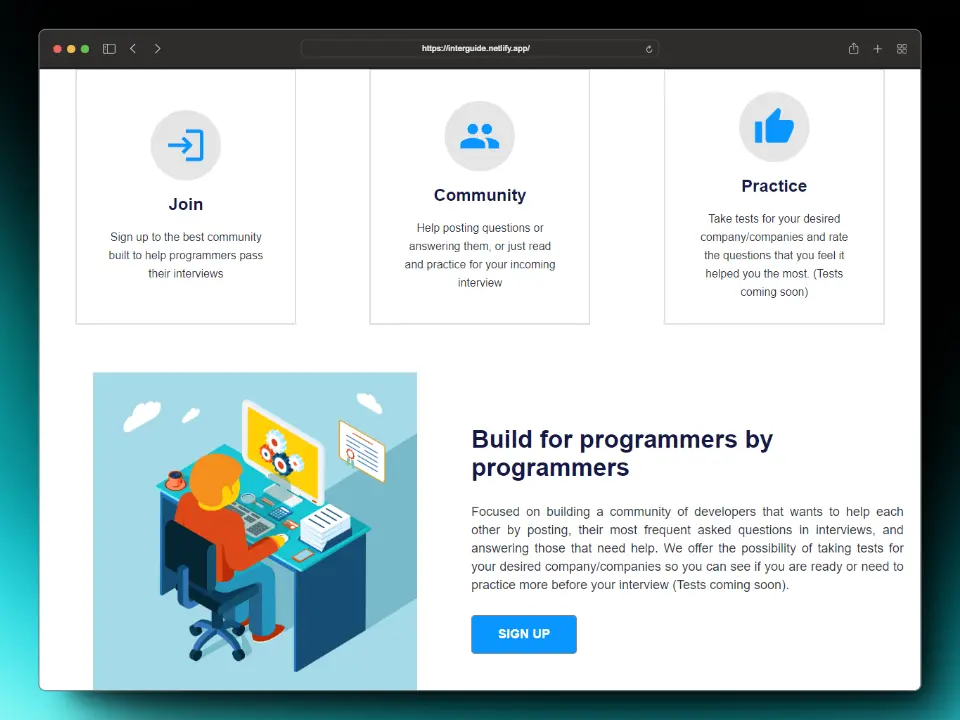 https://interguide.netlify.app/
Join
Sign up to the best community
built to help programmers pass
their interviews
Community
Help posting questions or
answering them, or just read
and practice for your incoming
interview
Practice
Take tests for your desired
company/companies and rate
the questions that you feel it
helped you the most. (Tests
coming soon)
Build for programmers by
programmers
Focused on building a community of developers that wants to help each
other by posting, their most frequent asked questions in interviews, and
answering those that need help. We offer the possibility of taking tests for
your desired company/companies so you can see if you are ready or need to
practice more before your interview (Tests coming soon).
SIGN UP